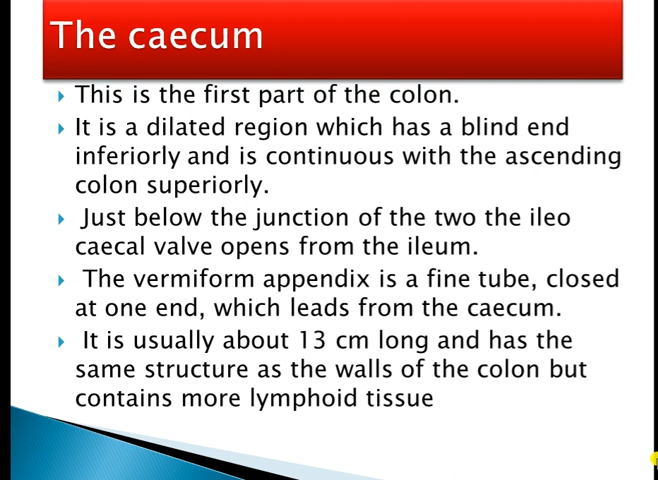 The caecum
This is the first part of the colon.
It is a dilated region which has a blind end
inferiorly and is continuous with the ascending
colon superiorly.
Just below the junction of the two the ileo
caecal valve opens from the ileum.
The vermiform appendix is a fine tube, closed
at one end, which leads from the caecum.
It is usually about 13 cm long and has the
same structure as the walls of the colon but
contains more lymphoid tissue